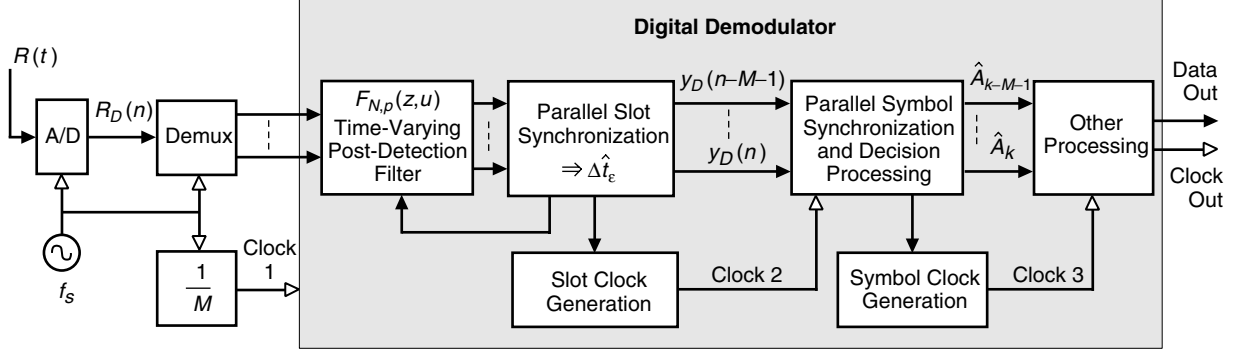 Digital Demodulator
R(t)
A/D
R_D(n)
Demux
F_{N,p}(z,u)
Time-Varying
Post-Detection
Filter
Parallel Slot
Synchronization
⇒ Δt̂_ε
y_D(n–M–1)
y_D(n)
Parallel Symbol
Synchronization
and Decision
Processing
Â_{k–M–1}
Â_k
Other
Processing
Data
Out
Clock
Out
f_s
1
M
Clock
1
Slot Clock
Generation
Clock 2
Symbol Clock
Generation
Clock 3